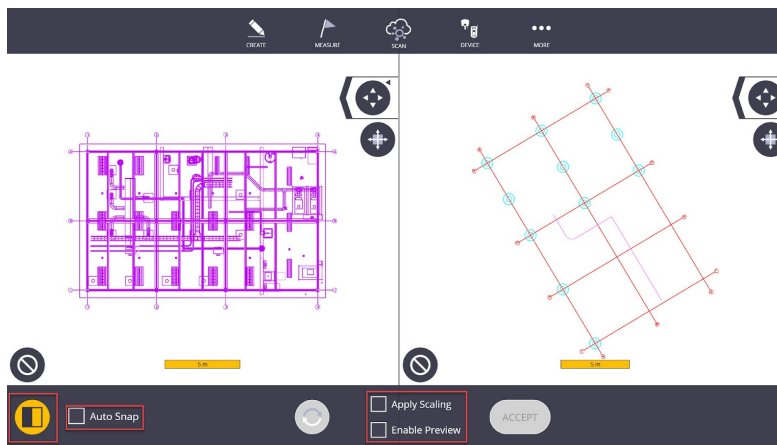 CREATE
MEASURE
SCAN
DEVICE
MORE
5 m
5 m
Auto Snap
Apply Scaling
Enable Preview
ACCEPT